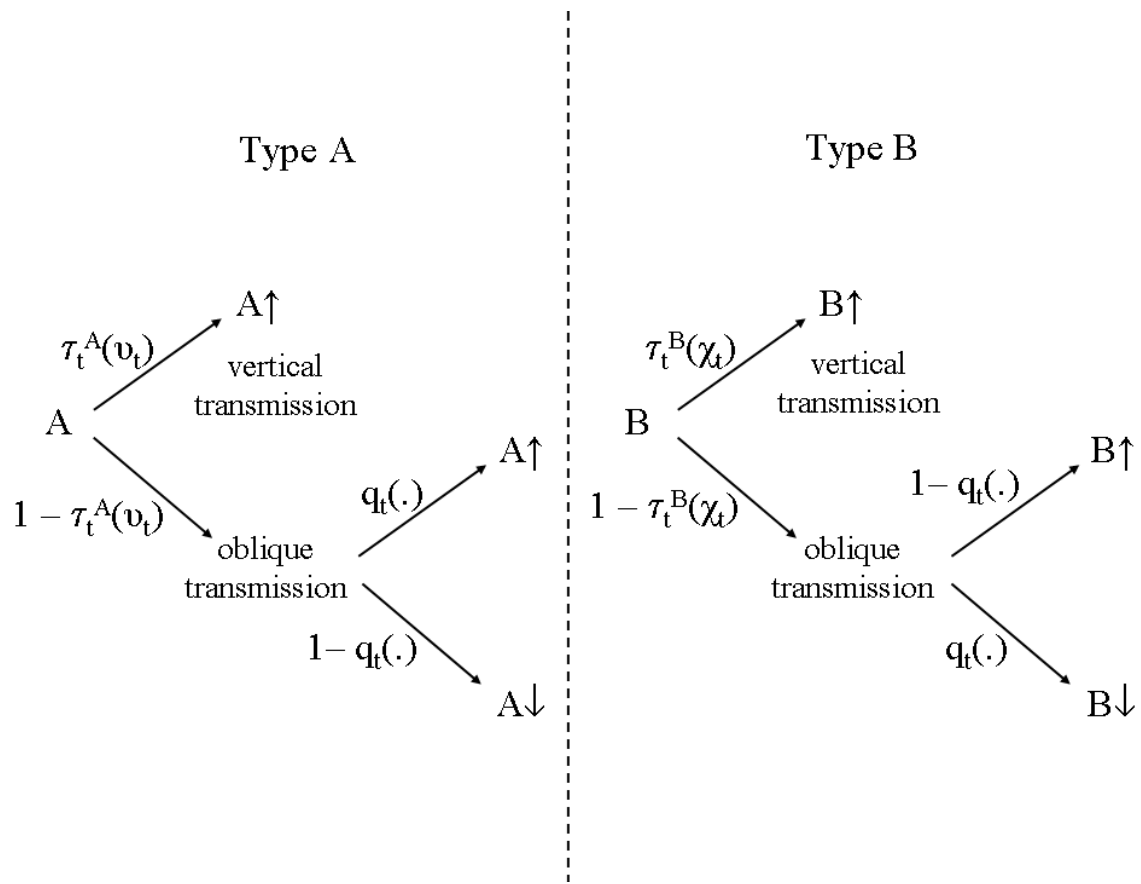 Type A
A↑
τₜᴬ(υₜ)
vertical
transmission
A
A↑
qₜ(.)
1 – τₜᴬ(υₜ)
oblique
transmission
1– qₜ(.)
A↓
Type B
B↑
τₜᴮ(χₜ)
vertical
transmission
B
B↑
1– qₜ(.)
1 - τₜᴮ(χₜ)
oblique
transmission
qₜ(.)
B↓